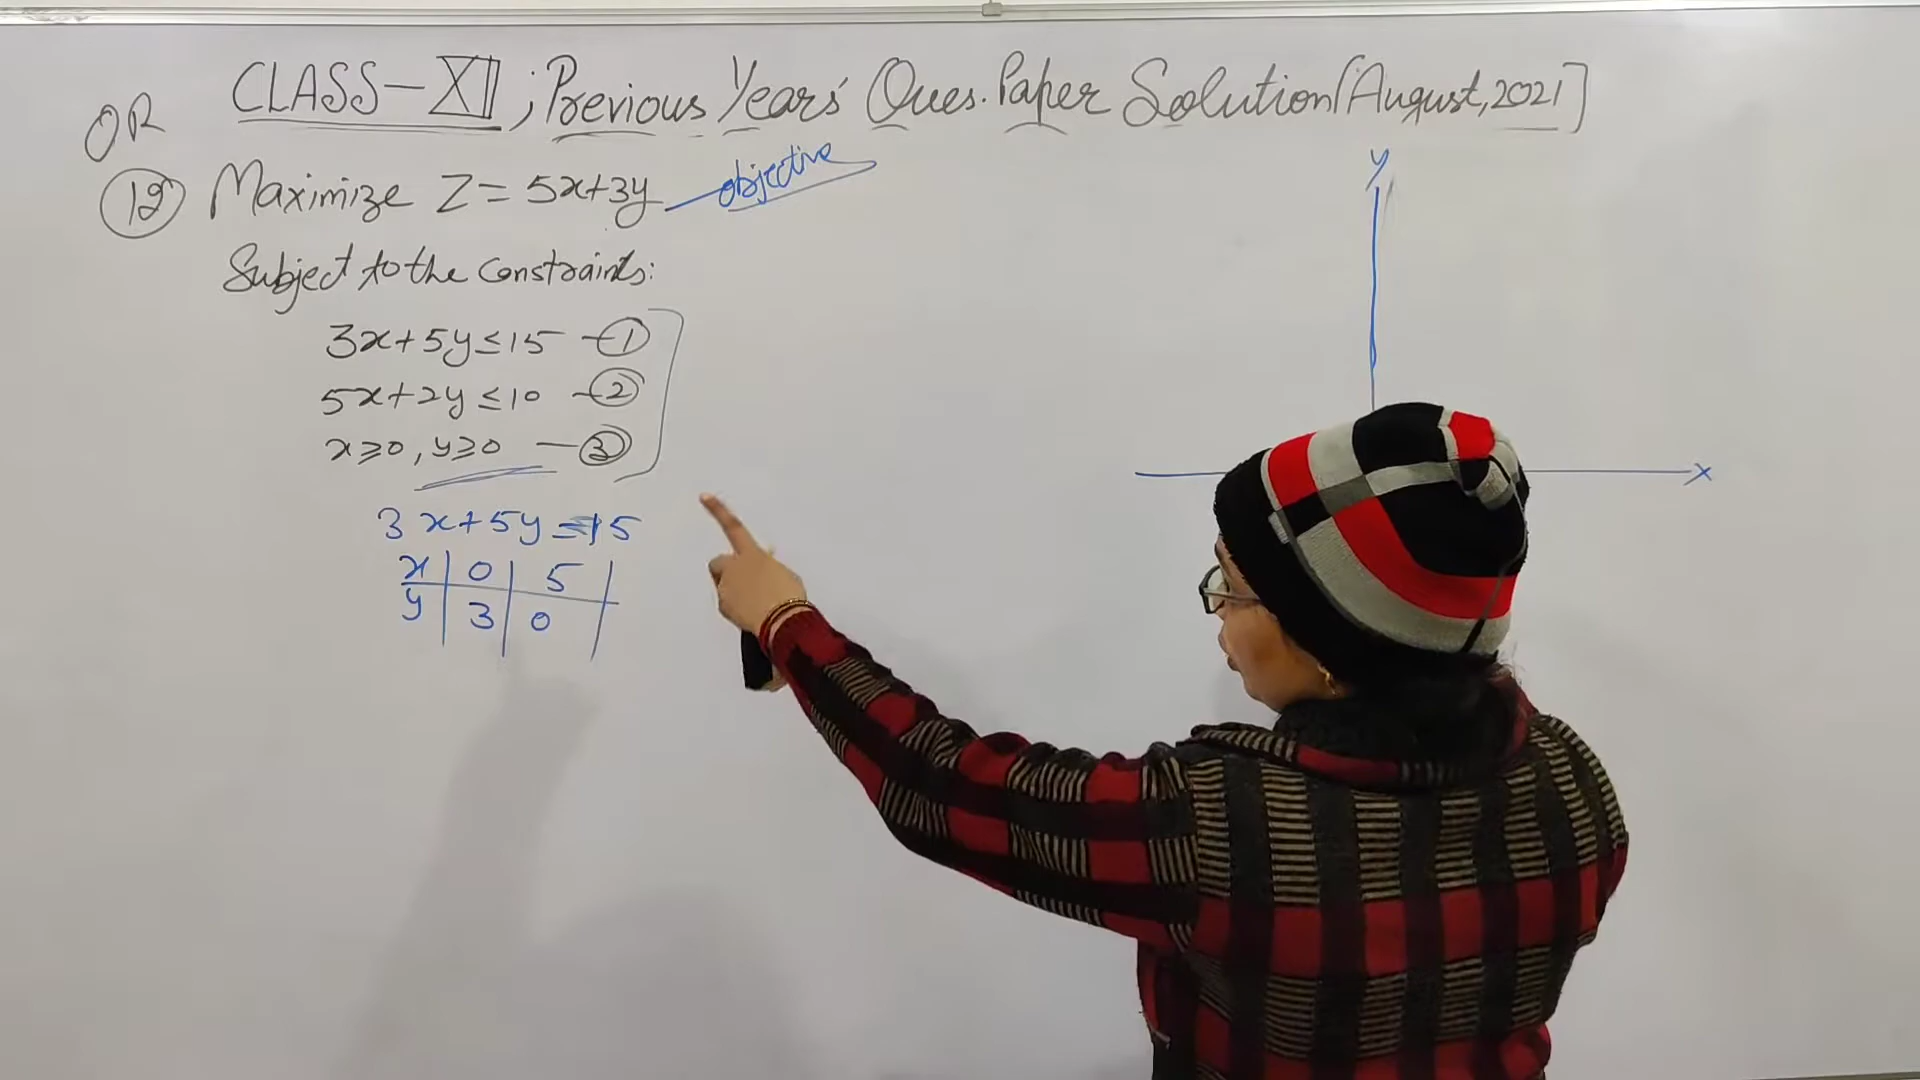 CLASS-XII; Previous Years' Ques. Paper Solution [August, 2021]
OR
12 Maximize Z = 5x+3y objective
Subject to the Constraints:
3x+5y≤15 -①
5x+2y≤10 -②
x≥0, y≥0 -③
3x+5y=15
x | 0 | 5 |
y | 3 | 0 |
y
x